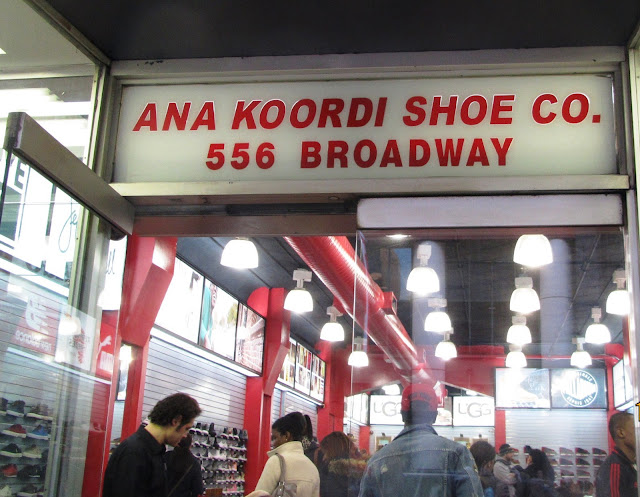 ANA KOORDI SHOE CO.
556 BROADWAY
UGG
UGG